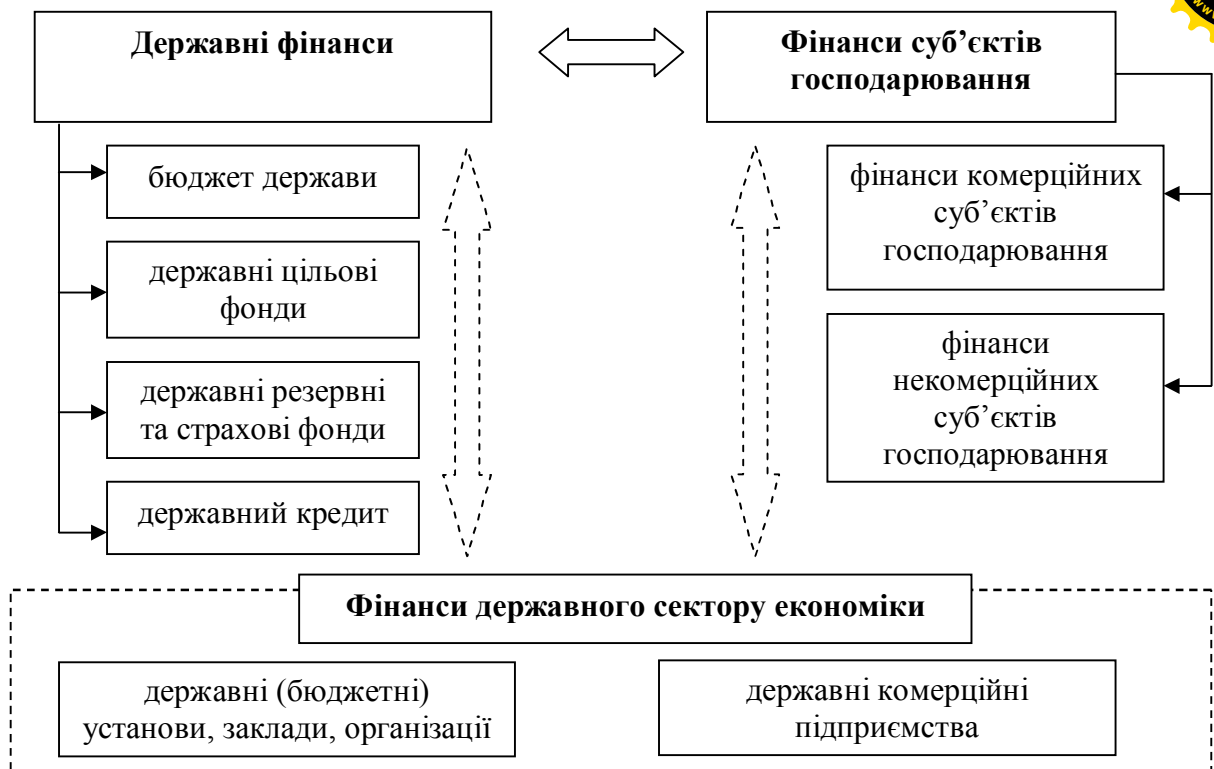 Державні фінанси
Фінанси суб’єктів
господарювання
бюджет держави
державні цільові
фонди
державні резервні
та страхові фонди
державний кредит
фінанси комерційних
суб’єктів
господарювання
фінанси
некомерційних
суб’єктів
господарювання
Фінанси державного сектору економіки
державні (бюджетні)
установи, заклади, організації
державні комерційні
підприємства